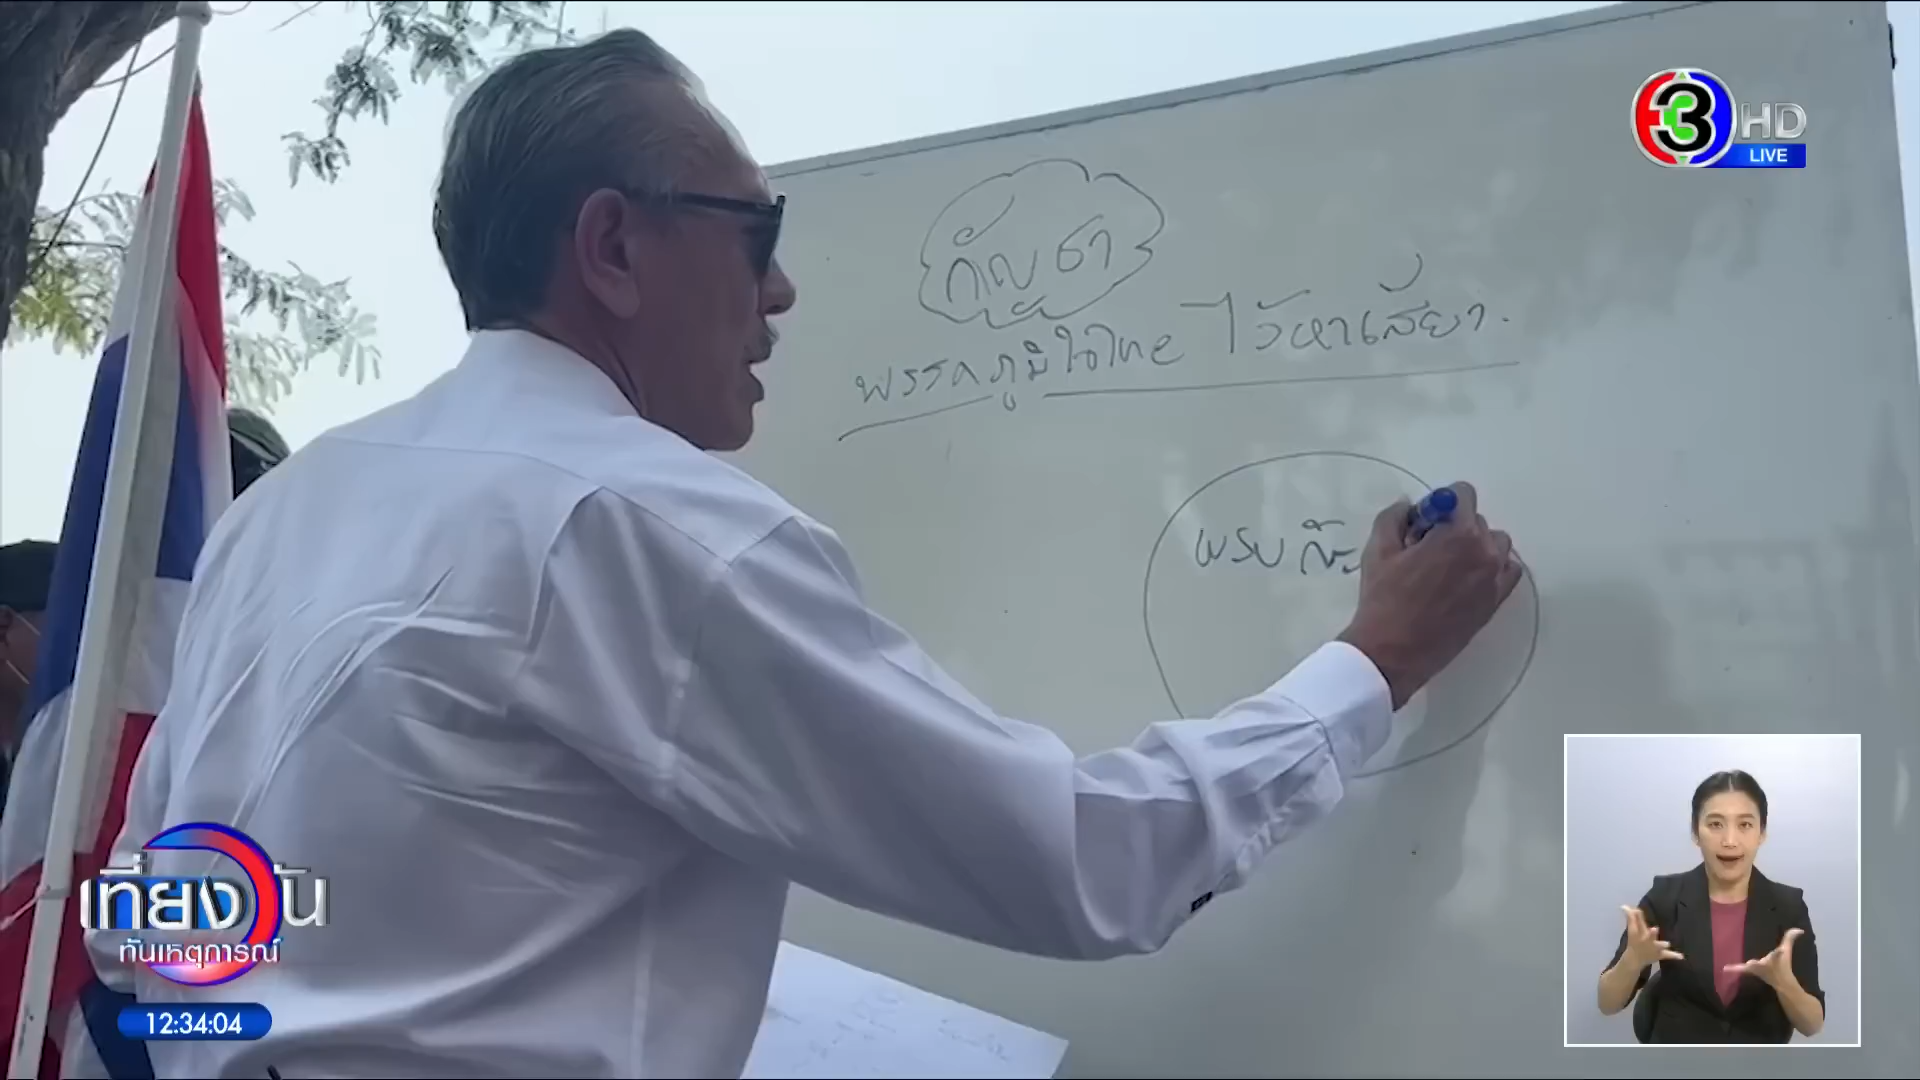 3 HD
LIVE
กัญชา
พรรคภูมิใจไทย ไว้หาเสียง.
พรบ
เที่ยงวัน
ทันเหตุการณ์
12:34:04